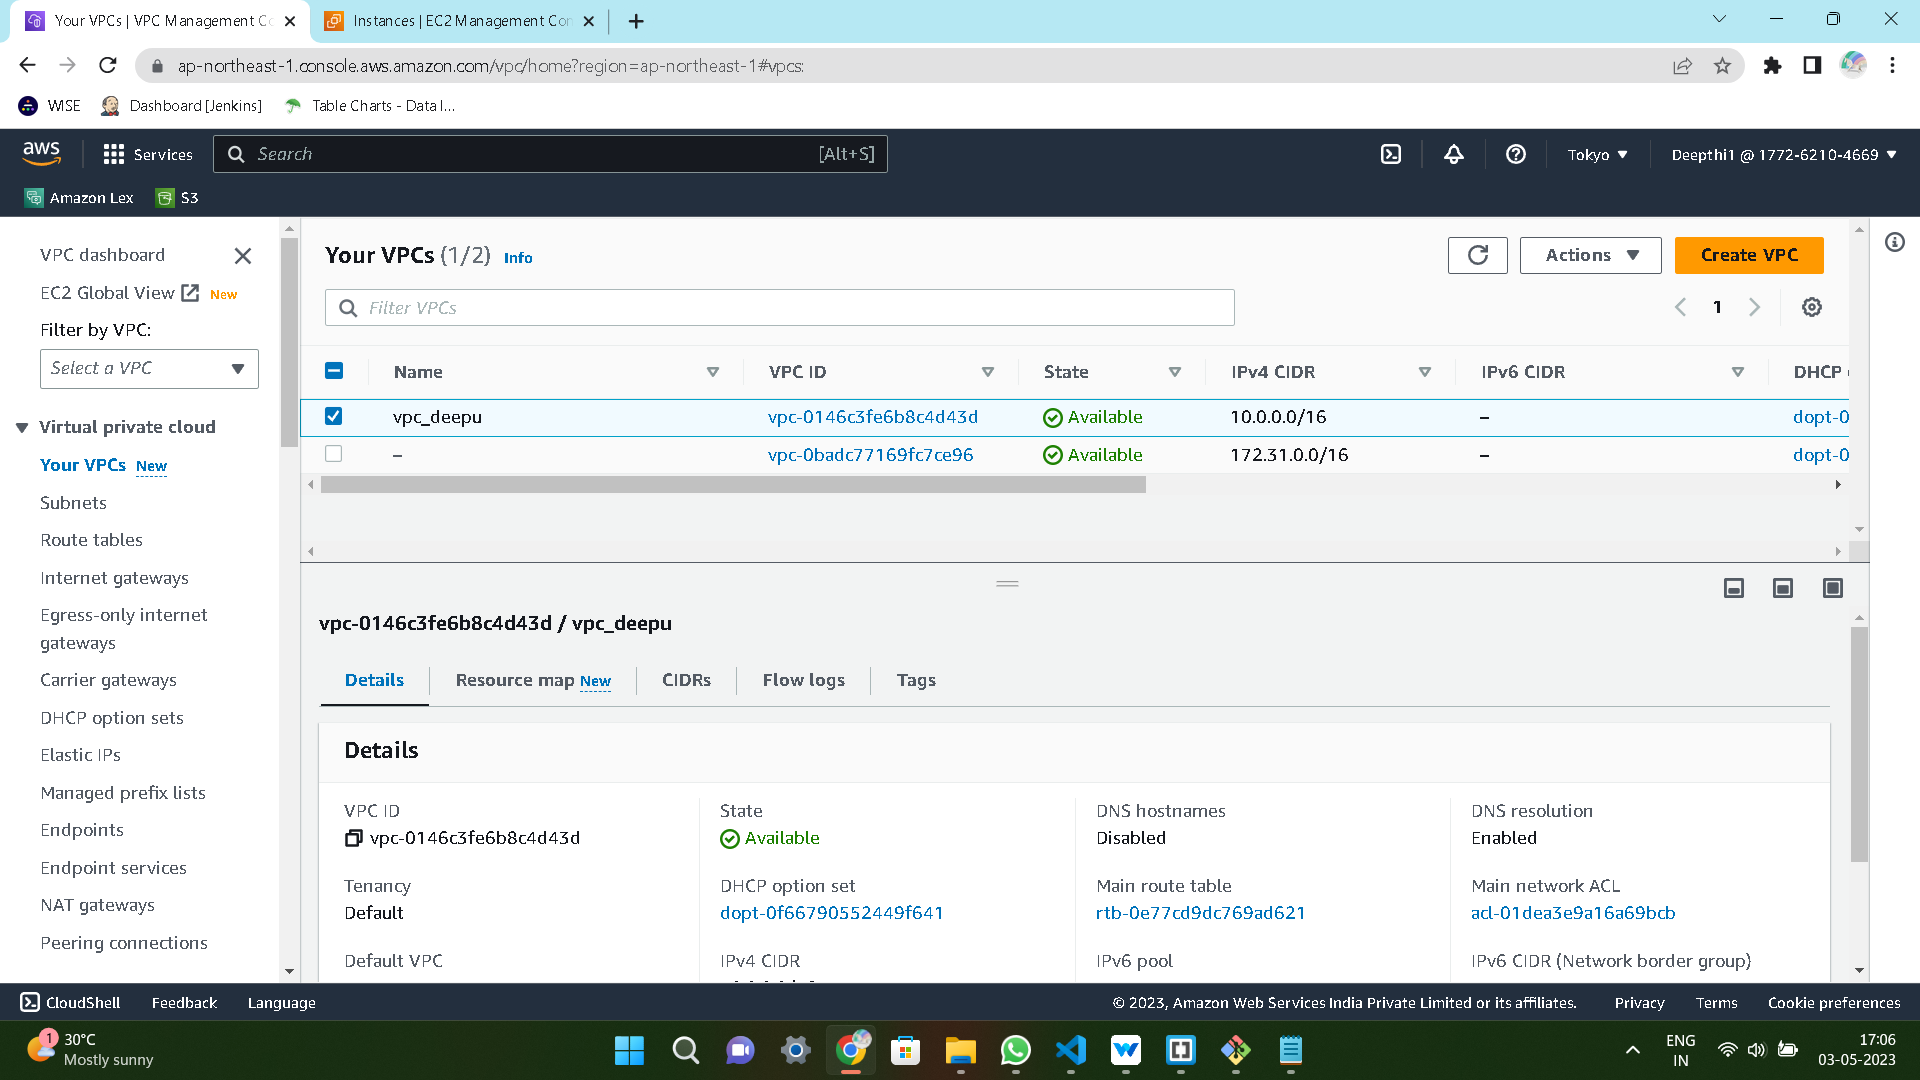 Your VPCs | VPC Management Co
Instances | EC2 Management Con
ap-northeast-1.console.aws.amazon.com/vpc/home?region=ap-northeast-1#vpcs:
WISE
Dashboard [Jenkins]
Table Charts - Data I...
aws
Services
Search
[Alt+S]
Tokyo
Deepthi1 @ 1772-6210-4669
Amazon Lex
S3
VPC dashboard
EC2 Global View New
Filter by VPC:
Select a VPC
Virtual private cloud
Your VPCs New
Subnets
Route tables
Internet gateways
Egress-only internet
gateways
Carrier gateways
DHCP option sets
Elastic IPs
Managed prefix lists
Endpoints
Endpoint services
NAT gateways
Peering connections
Your VPCs (1/2) Info
Actions
Create VPC
Filter VPCs
1
Name VPC ID State IPv4 CIDR IPv6 CIDR DHCP
vpc_deepu vpc-0146c3fe6b8c4d43d Available 10.0.0.0/16 – dopt-0
– vpc-0badc77169fc7ce96 Available 172.31.0.0/16 – dopt-0
vpc-0146c3fe6b8c4d43d / vpc_deepu
Details Resource map New CIDRs Flow logs Tags
Details
VPC ID
vpc-0146c3fe6b8c4d43d
State
Available
DNS hostnames
Disabled
DNS resolution
Enabled
Tenancy
Default
DHCP option set
dopt-0f66790552449f641
Main route table
rtb-0e77cd9dc769ad621
Main network ACL
acl-01dea3e9a16a69bcb
Default VPC
IPv4 CIDR
IPv6 pool
IPv6 CIDR (Network border group)
CloudShell Feedback Language
© 2023, Amazon Web Services India Private Limited or its affiliates. Privacy Terms Cookie preferences
1
30°C
Mostly sunny
ENG
IN
17:06
03-05-2023